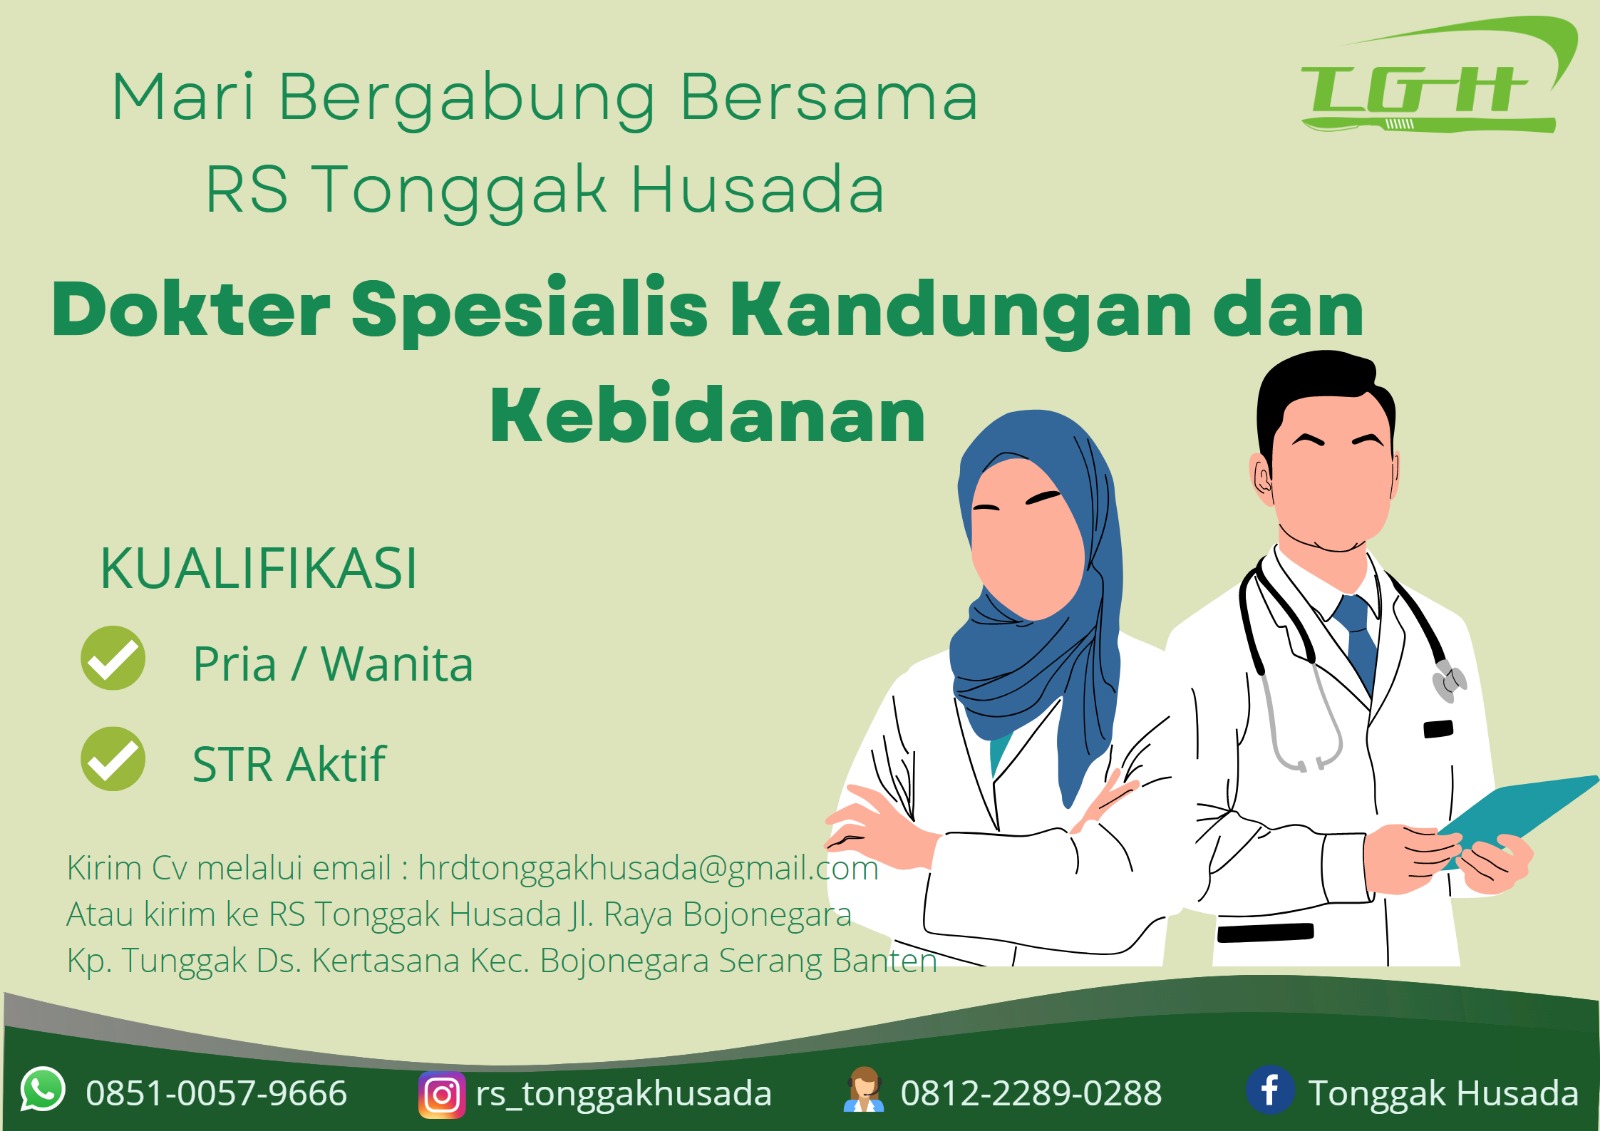 Mari Bergabung Bersama
RS Tonggak Husada
TGH
Dokter Spesialis Kandungan dan
Kebidanan
KUALIFIKASI
Pria / Wanita
STR Aktif
Kirim Cv melalui email : hrdtonggakhusada@gmail.com
Atau kirim ke RS Tonggak Husada Jl. Raya Bojonegara
Kp. Tunggak Ds. Kertasana Kec. Bojonegara Serang Banten
0851-0057-9666
rs_tonggakhusada
0812-2289-0288
Tonggak Husada